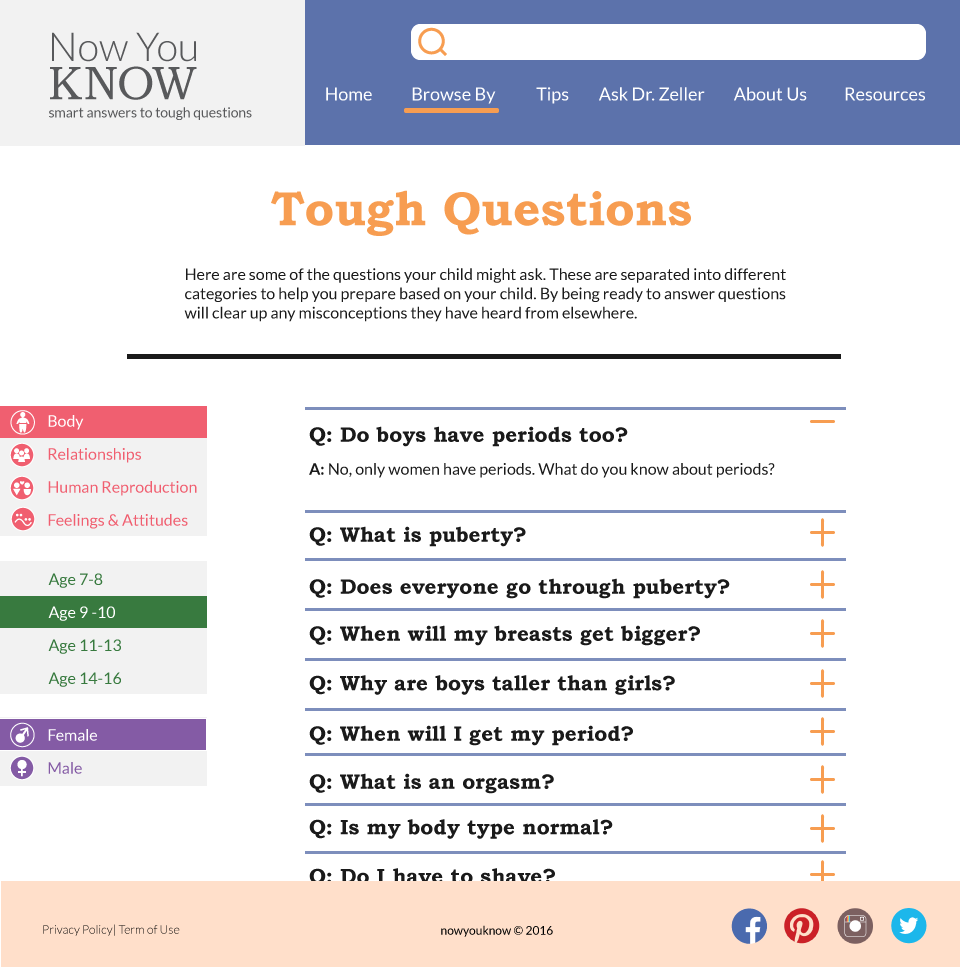 Now You
KNOW
smart answers to tough questions
Home Browse By Tips Ask Dr. Zeller About Us Resources
Tough Questions
Here are some of the questions your child might ask. These are separated into different
categories to help you prepare based on your child. By being ready to answer questions
will clear up any misconceptions they have heard from elsewhere.
Body
Relationships
Human Reproduction
Feelings & Attitudes
Age 7-8
Age 9 -10
Age 11-13
Age 14-16
Female
Male
Q: Do boys have periods too?
A: No, only women have periods. What do you know about periods?
Q: What is puberty?
Q: Does everyone go through puberty?
Q: When will my breasts get bigger?
Q: Why are boys taller than girls?
Q: When will I get my period?
Q: What is an orgasm?
Q: Is my body type normal?
Q: Do I have to shave?
Privacy Policy| Term of Use
nowyouknow © 2016